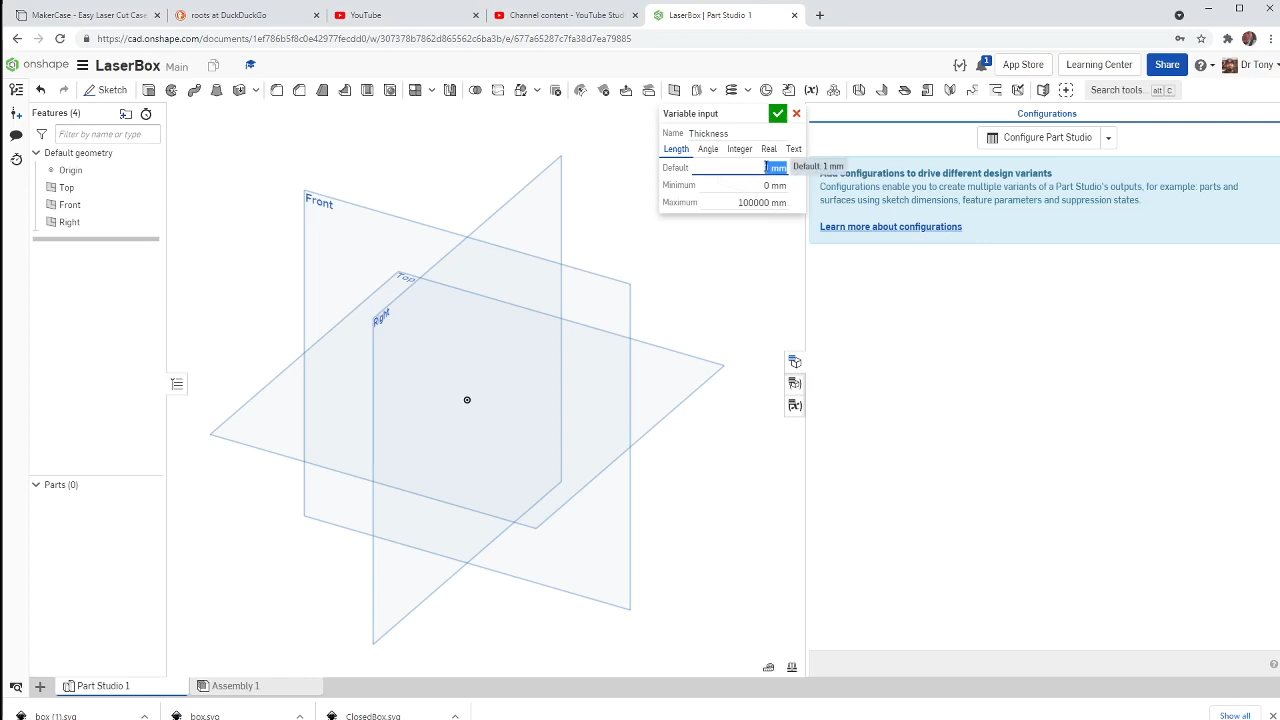 MakerCase - Easy Laser Cut Case
roots at DuckDuckGo
YouTube
Channel content - YouTube Stud
LaserBox | Part Studio 1
https://cad.onshape.com/documents/1ef786b5f8c0e42977fecdd0/w/307378b7862d865562c6ba3b/e/677a65287c7fa38d7ea79885
onshape
LaserBox
Main
1
App Store
Learning Center
Share
Dr Tony
Sketch
Search tools...
alt C
Features (4)
Filter by name or type
Default geometry
Origin
Top
Front
Right
Parts (0)
Front
Top
Right
Variable input
Name
Thickness
Length
Angle
Integer
Real
Text
Default
mm
Default: 1 mm
Minimum
0 mm
Maximum
100000 mm
Configurations
Configure Part Studio
Add configurations to drive different design variants
Configurations enable you to create multiple variants of a Part Studio's outputs, for example: parts and
surfaces using sketch dimensions, feature parameters and suppression states.
Learn more about configurations
Part Studio 1
Assembly 1
box (1).svg
box.svg
ClosedBox.svg
Show all